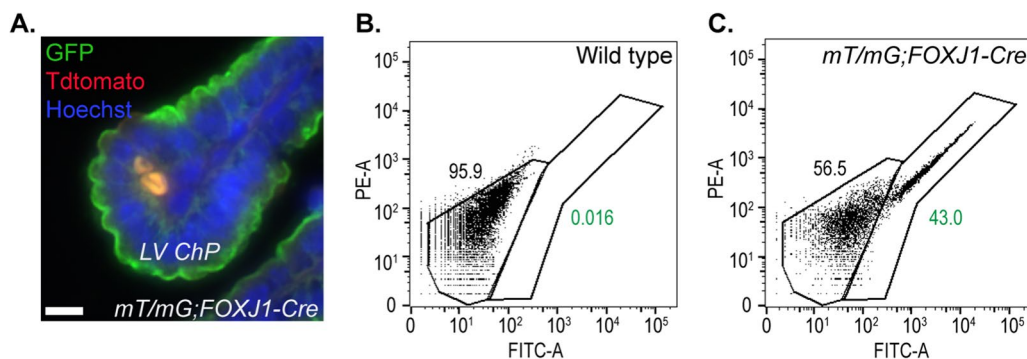 A.
GFP
Tdtomato
Hoechst
LV ChP
mT/mG;FOXJ1-Cre
B.
Wild type
10⁵
10⁴
10³
10²
10¹
0
PE-A
95.9
0.016
0 10¹ 10² 10³ 10⁴ 10⁵
FITC-A
C.
mT/mG;FOXJ1-Cre
10⁵
10⁴
10³
10²
10¹
0
PE-A
56.5
43.0
0 10¹ 10² 10³ 10⁴ 10⁵
FITC-A